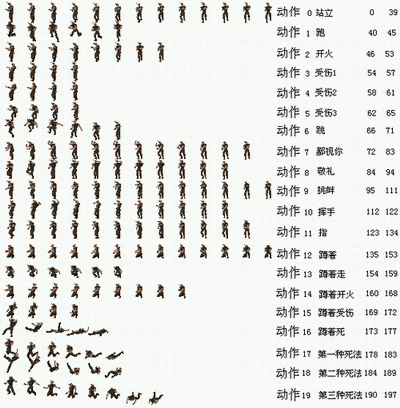 动作 0 站立 0 39
动作 1 跑 40 45
动作 2 开火 46 53
动作 3 受伤1 54 57
动作 4 受伤2 58 61
动作 5 受伤3 62 65
动作 6 跳 66 71
动作 7 鄙视你 72 83
动作 8 敬礼 84 94
动作 9 挑衅 95 111
动作 10 挥手 112 122
动作 11 指 123 134
动作 12 蹲着 135 153
动作 13 蹲着走 154 159
动作 14 蹲着开火 160 168
动作 15 蹲着受伤 169 172
动作 16 蹲着死 173 177
动作 17 第一种死法 178 183
动作 18 第二种死法 184 189
动作 19 第三种死法 190 197